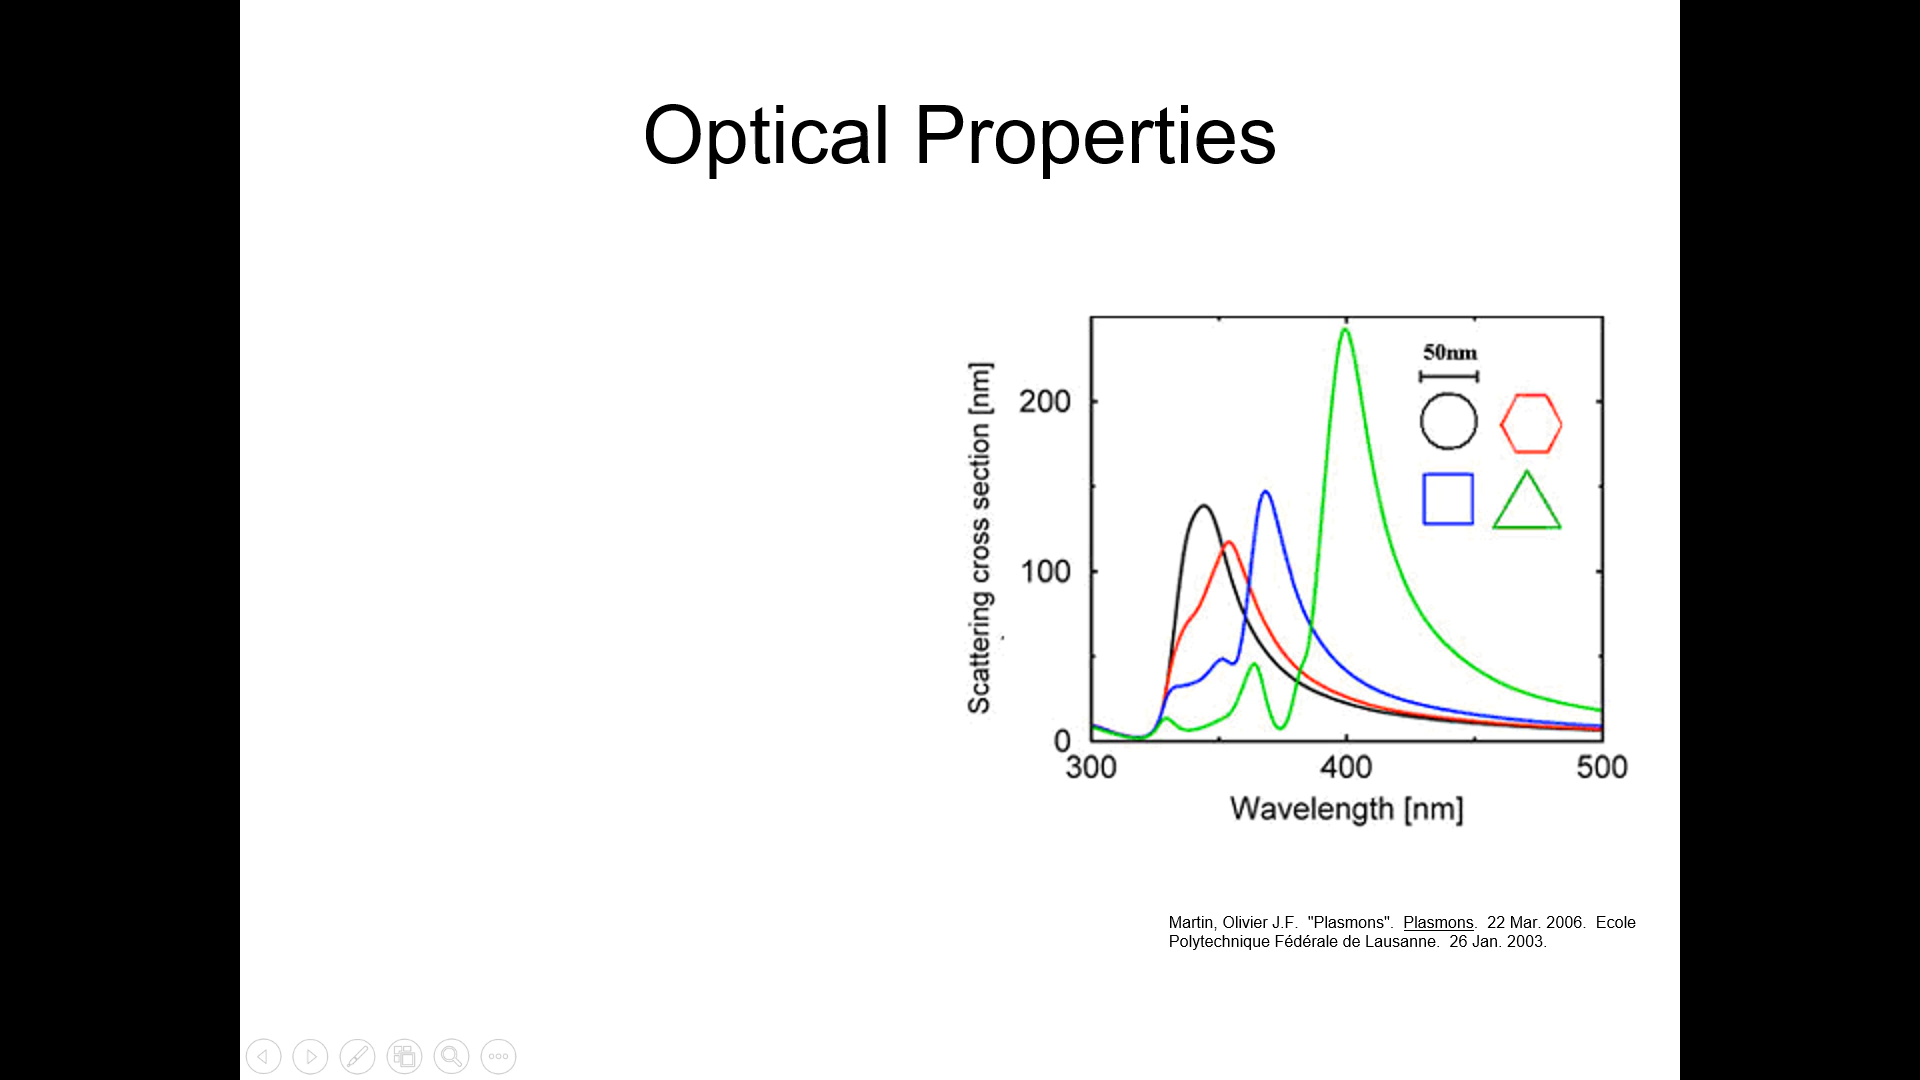 Optical Properties
50nm
200
100
0
300
400
500
Scattering cross section [nm]
Wavelength [nm]
Martin, Olivier J.F.  "Plasmons".  Plasmons.  22 Mar. 2006.  Ecole
Polytechnique Fédérale de Lausanne.  26 Jan. 2003.